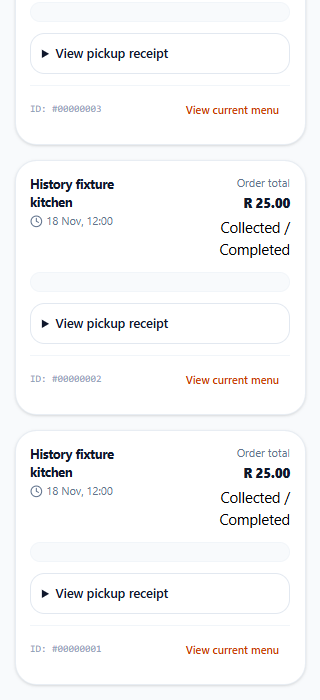 ▶ View pickup receipt
ID: #00000003 View current menu
History fixture kitchen
Order total
R 25.00
18 Nov, 12:00
Collected /
Completed
▶ View pickup receipt
ID: #00000002 View current menu
History fixture kitchen
Order total
R 25.00
18 Nov, 12:00
Collected /
Completed
▶ View pickup receipt
ID: #00000001 View current menu